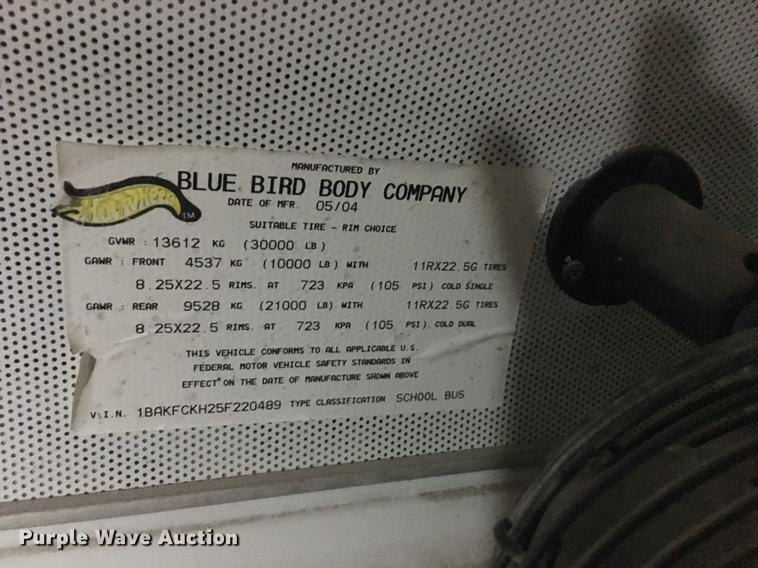 MANUFACTURED BY
BLUE BIRD BODY COMPANY
DATE OF MFR. 05/04
SUITABLE TIRE - RIM CHOICE
GVWR : 13612 KG (30000 LB)
GAWR : FRONT 4537 KG (10000 LB) WITH 11RX22.5G TIRES
8.25X22.5 RIMS. AT 723 KPA (105 PSI) COLD SINGLE
GAWR : REAR 9528 KG (21000 LB) WITH 11RX22.5G TIRES
8.25X22.5 RIMS. AT 723 KPA (105 PSI) COLD DUAL
THIS VEHICLE CONFORMS TO ALL APPLICABLE U.S.
FEDERAL MOTOR VEHICLE SAFETY STANDARDS IN
EFFECT ON THE DATE OF MANUFACTURE SHOWN ABOVE
V.I.N. 1BAKFCKH25F220489 TYPE CLASSIFICATION SCHOOL BUS
TM
Purple Wave Auction